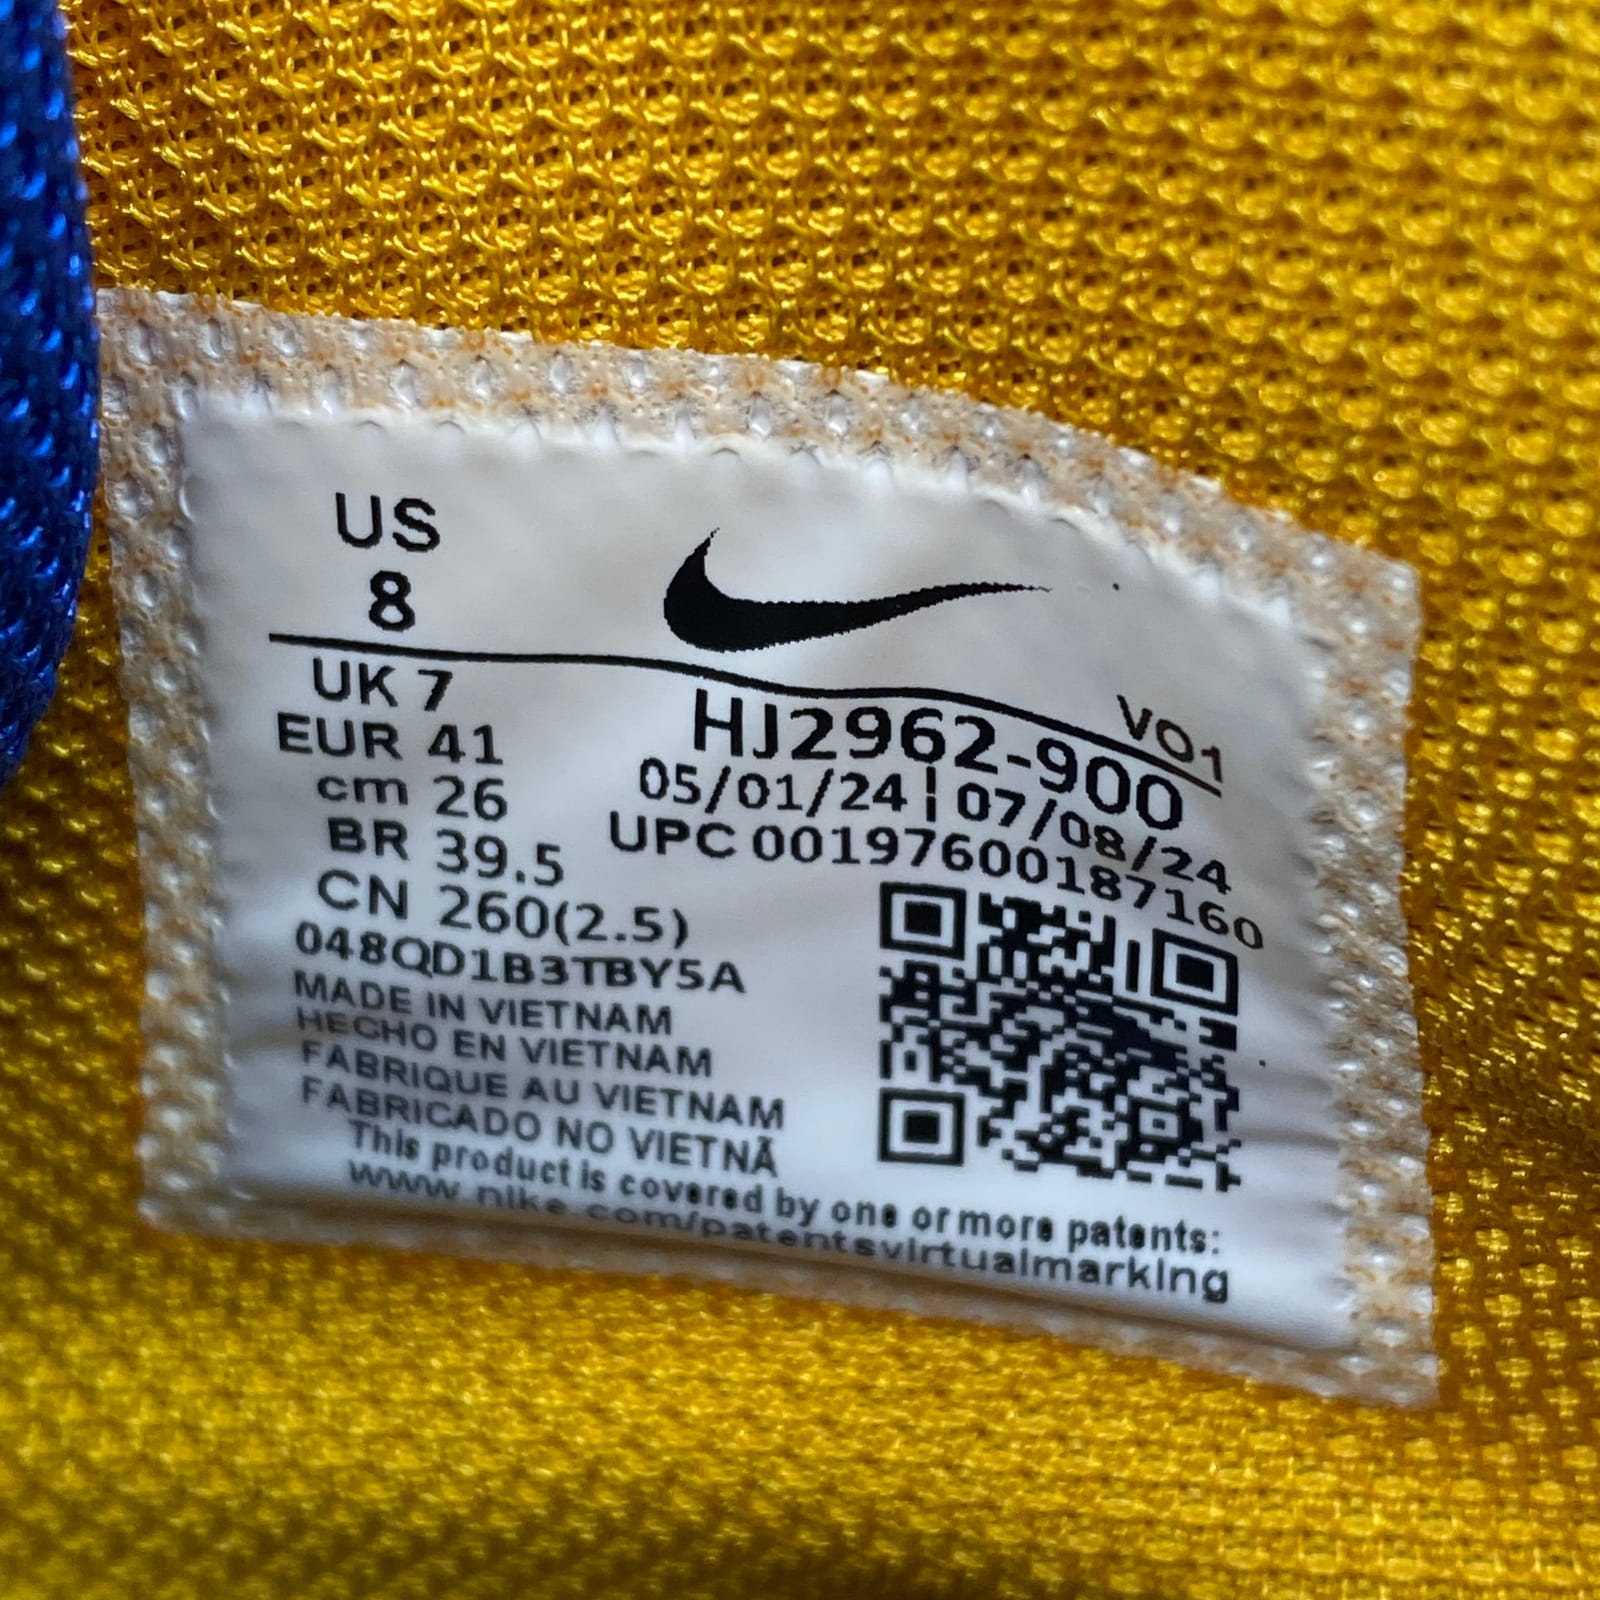 US
8
UK 7
EUR 41
cm 26
BR 39.5
CN 260(2.5)
VO1
HJ2962-900
05/01/24 | 07/08/24
UPC 00197600187160
048QD1B3TBY5A
MADE IN VIETNAM
HECHO EN VIETNAM
FABRIQUE AU VIETNAM
FABRICADO NO VIETNÃ
This product is covered by one or more patents:
www.nike.com/patentsvirtualmarking